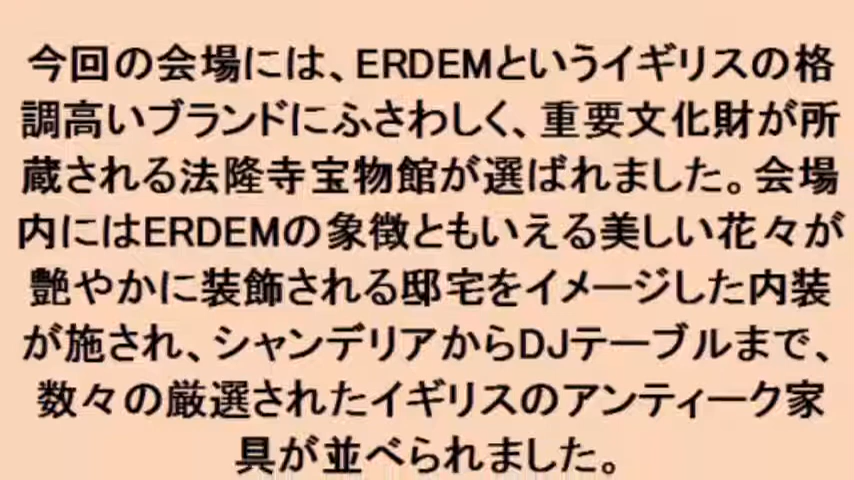 今回の会場には、ERDEMというイギリスの格
調高いブランドにふさわしく、重要文化財が所
蔵される法隆寺宝物館が選ばれました。会場
内にはERDEMの象徴ともいえる美しい花々が
艶やかに装飾される邸宅をイメージした内装
が施され、シャンデリアからDJテーブルまで、
数々の厳選されたイギリスのアンティーク家
具が並べられました。